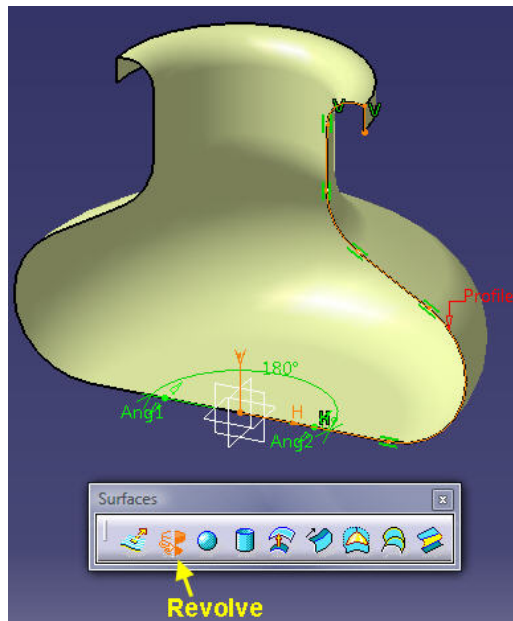 V V
Profile
V
180°
Ang1
H H
Ang2
Surfaces
x
Revolve